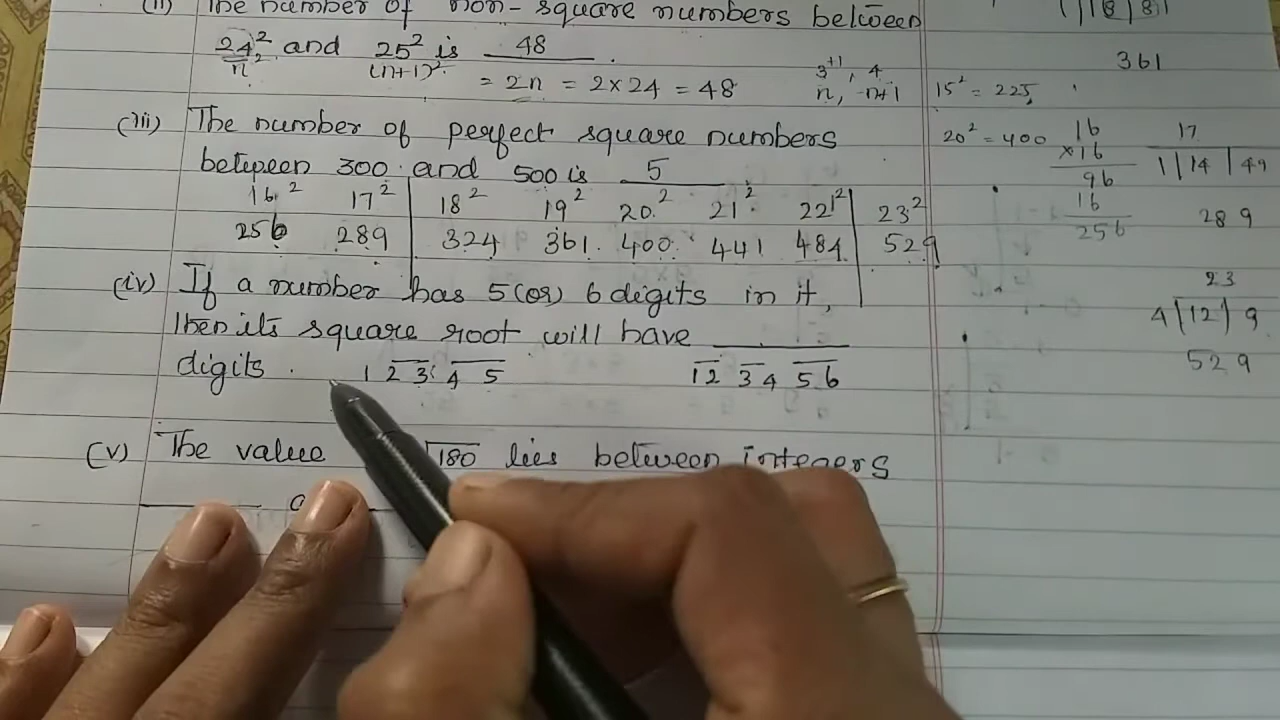 (ii) The number of non-square numbers between
24² and 25² is 48.
n² (n+1)² = 2n = 2×24 = 48
3+1, 4
n, n+1
(iii) The number of perfect square numbers
between 300 and 500 is 5.
16² 17² 18² 19² 20² 21² 22² 23²
256 289 324 361 400 441 484 529
(iv) If a number has 5 (or) 6 digits in it,
then its square root will have ______
digits. 1 2 3 4 5 12 34 56
(v) The value √180 lies between integers
361
15² = 225,
20² = 400
16
×16
96
16
256
17
1|14|49
289
23
4|12|9
529